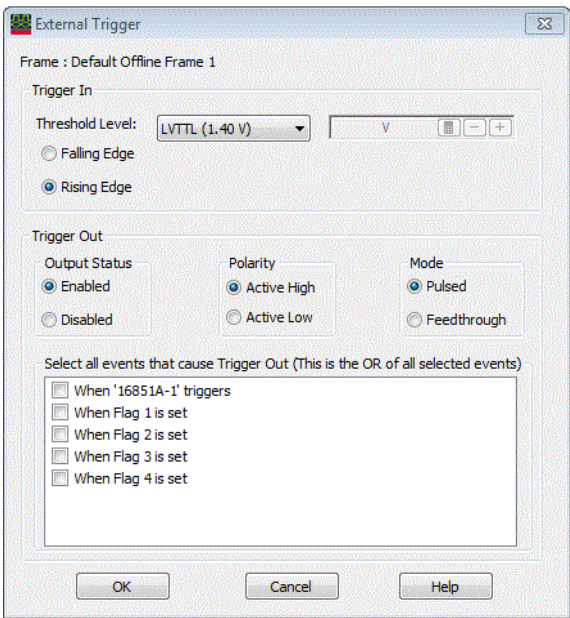 External Trigger
Frame : Default Offline Frame 1
Trigger In
Threshold Level: LVTTL (1.40 V) V
Falling Edge
Rising Edge
Trigger Out
Output Status Polarity Mode
Enabled Active High Pulsed
Disabled Active Low Feedthrough
Select all events that cause Trigger Out (This is the OR of all selected events)
When '16851A-1' triggers
When Flag 1 is set
When Flag 2 is set
When Flag 3 is set
When Flag 4 is set
OK Cancel Help